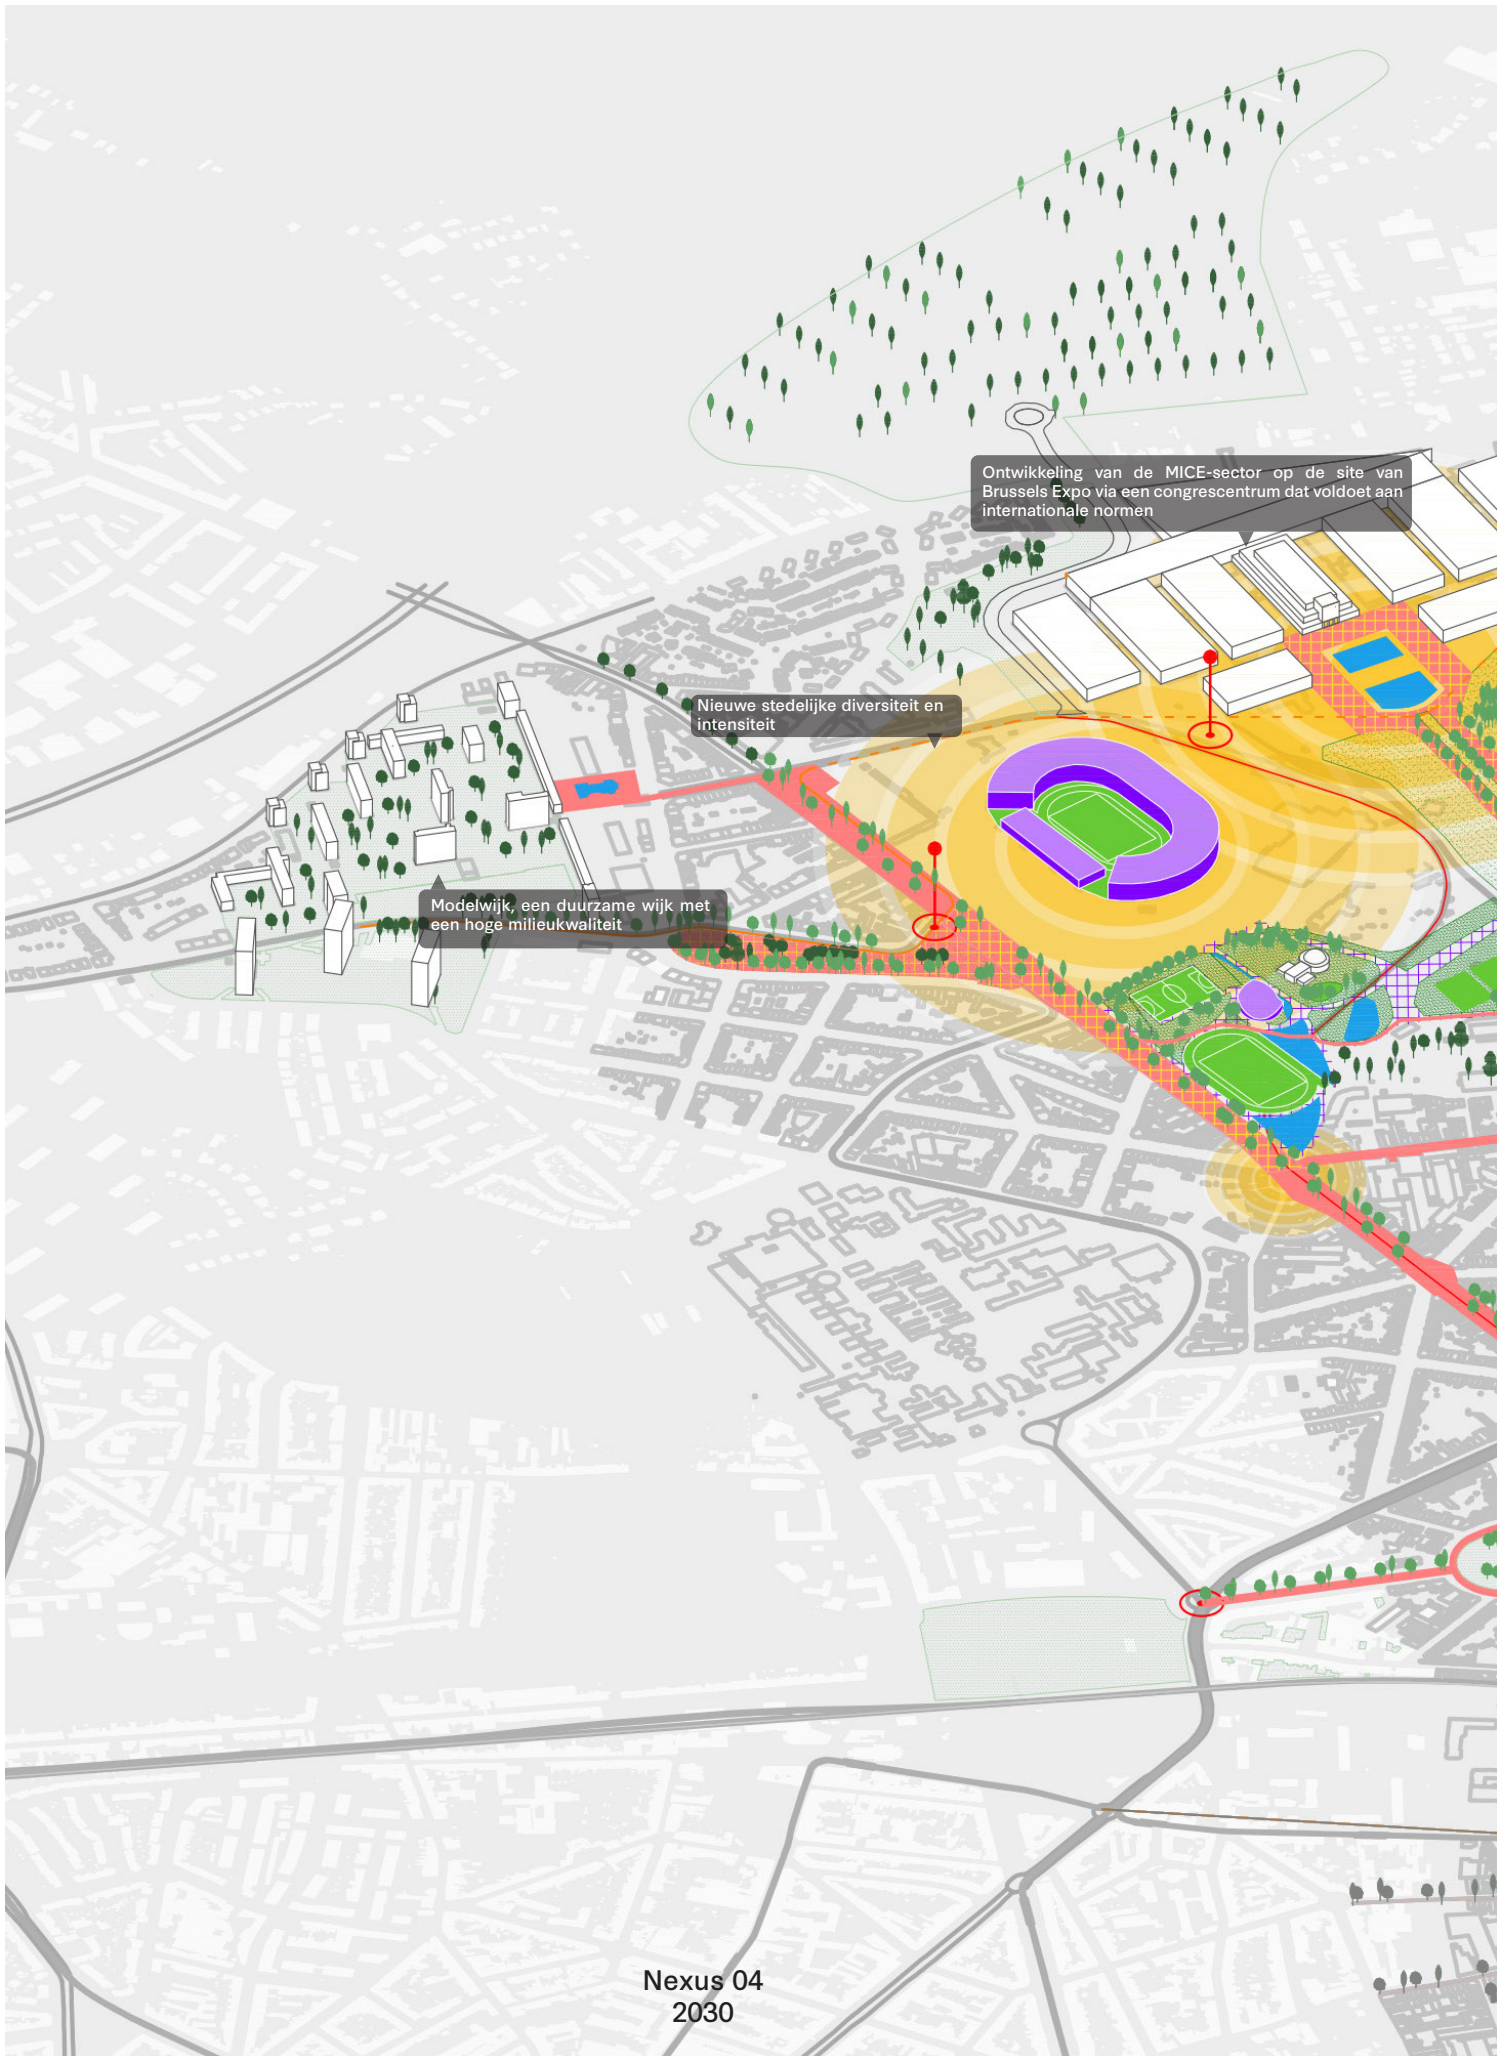 Ontwikkeling van de MICE-sector op de site van
Brussels Expo via een congrescentrum dat voldoet aan
internationale normen
Nieuwe stedelijke diversiteit en
intensiteit
Modelwijk, een duurzame wijk met
een hoge milieukwaliteit
Nexus 04
2030